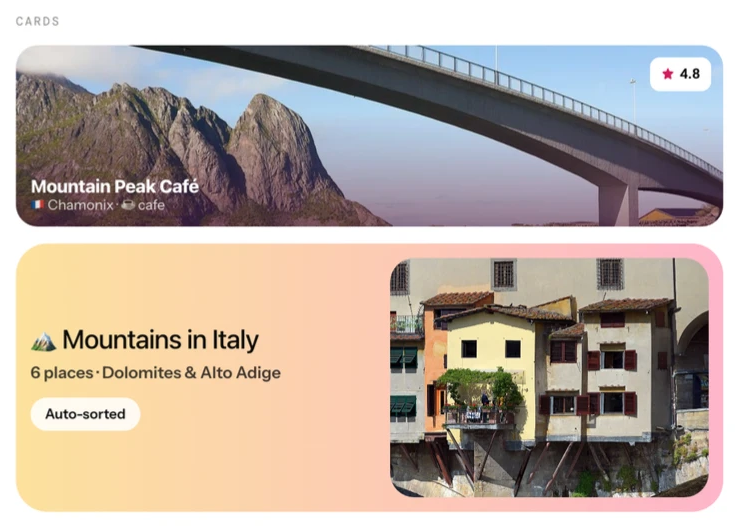 CARDS
★ 4.8
Mountain Peak Café
🇫🇷 Chamonix · ☕ cafe
⛰️ Mountains in Italy
6 places · Dolomites & Alto Adige
Auto-sorted